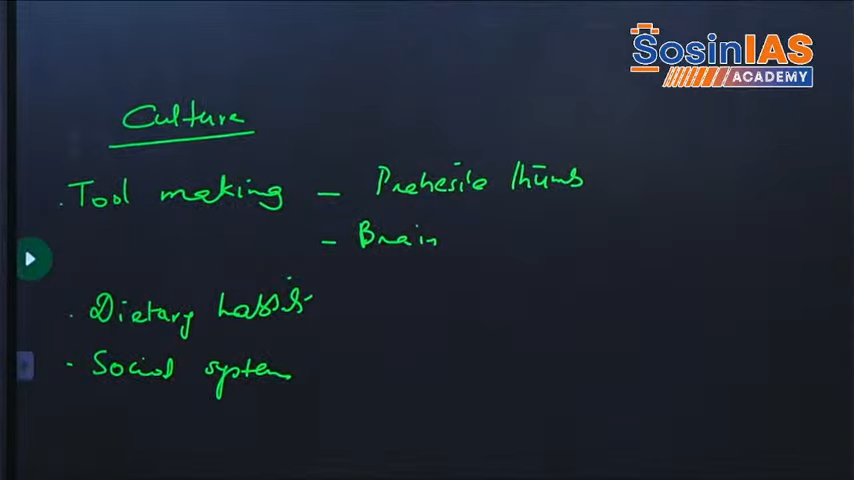 SosinIAS
ACADEMY
Culture
. Tool making - Prehesile thumb
- Brain
. Dietary habits
. Social system